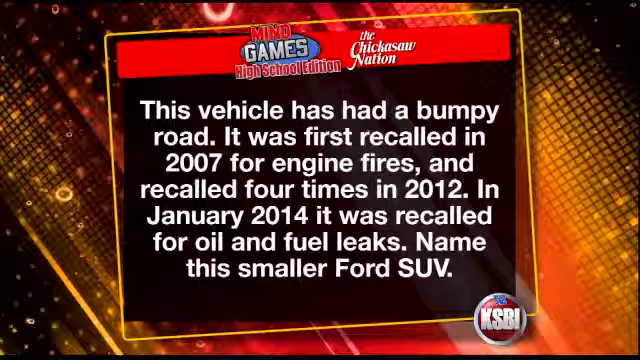 MIND
GAMES
High School Edition
the
Chickasaw
Nation
This vehicle has had a bumpy
road. It was first recalled in
2007 for engine fires, and
recalled four times in 2012. In
January 2014 it was recalled
for oil and fuel leaks. Name
this smaller Ford SUV.
KSBI